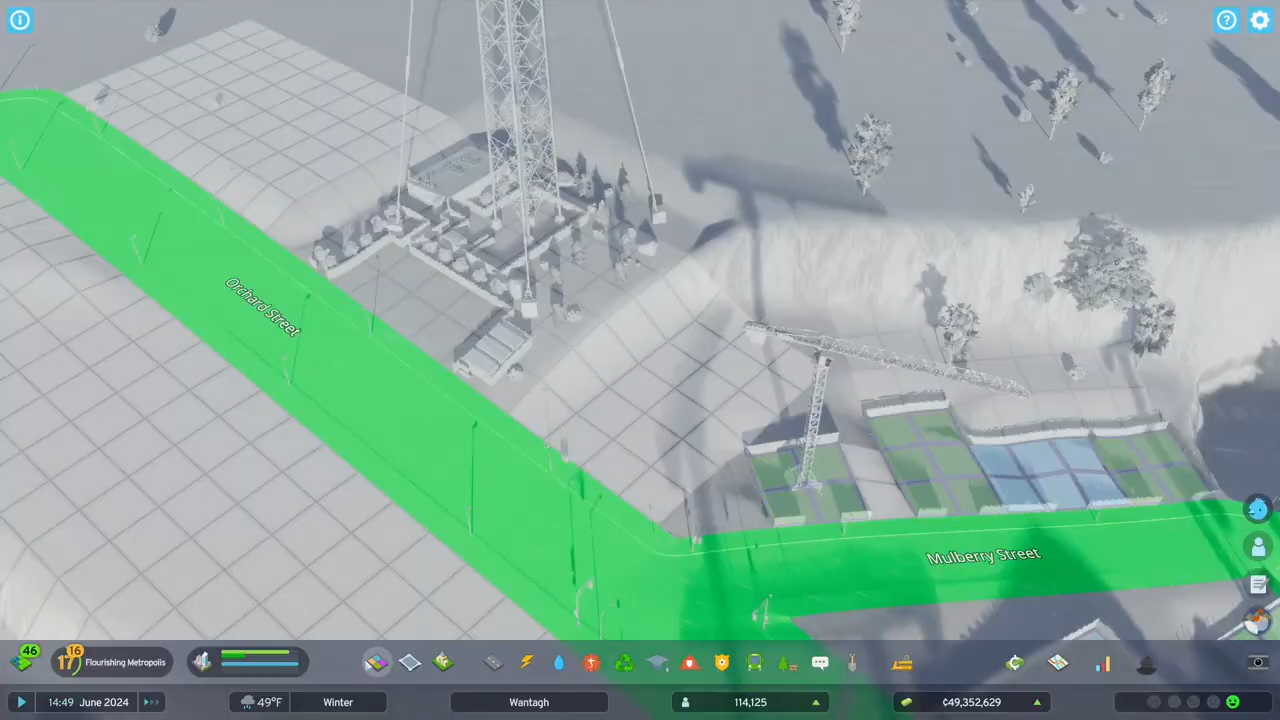 Orchard Street
Mulberry Street
46
17
16
Flourishing Metropolis
14:49 June 2024
49°F
Winter
Wantagh
114,125
¢49,352,629